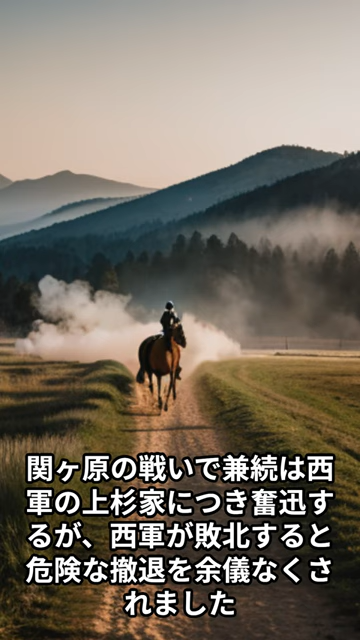 関ヶ原の戦いで兼続は西
軍の上杉家につき奮迅す
るが、西軍が敗北すると
危険な撤退を余儀なくさ
れました